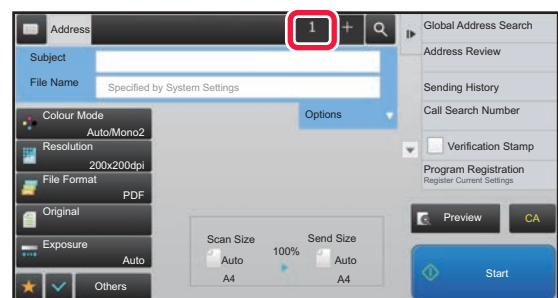 Address
1
+
Subject
File Name
Specified by System Settings
Options
Colour Mode
Auto/Mono2
Resolution
200x200dpi
File Format
PDF
Original
Exposure
Auto
Others
Scan Size
Auto
A4
100%
Send Size
Auto
A4
Global Address Search
Address Review
Sending History
Call Search Number
Verification Stamp
Program Registration
Register Current Settings
Preview
CA
Start